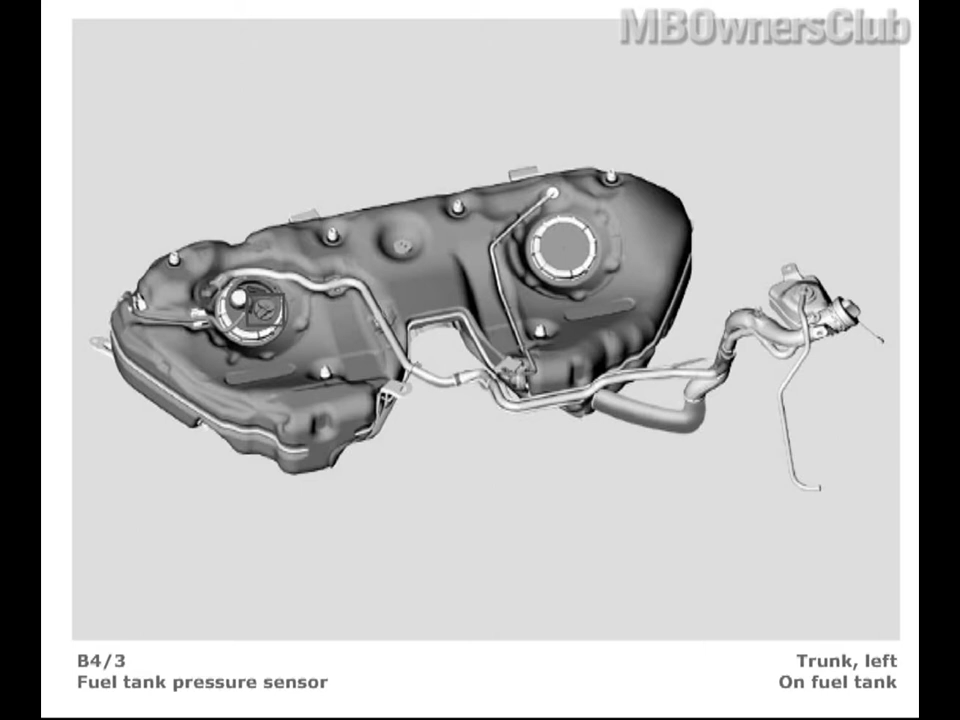 MBOwnersClub
B4/3
Fuel tank pressure sensor
Trunk, left
On fuel tank